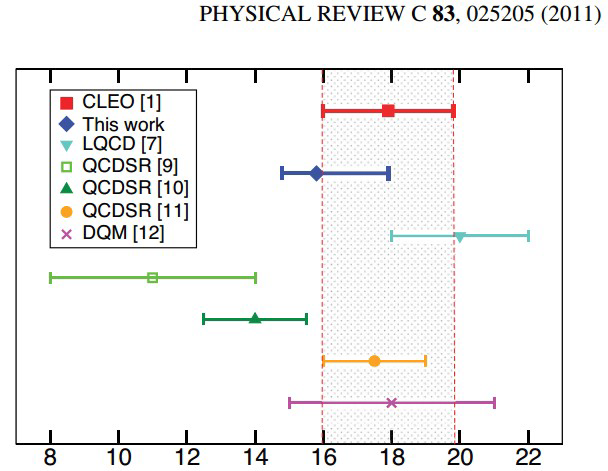 PHYSICAL REVIEW C 83, 025205 (2011)
CLEO [1]
This work
LQCD [7]
QCDSR [9]
QCDSR [10]
QCDSR [11]
DQM [12]
8 10 12 14 16 18 20 22